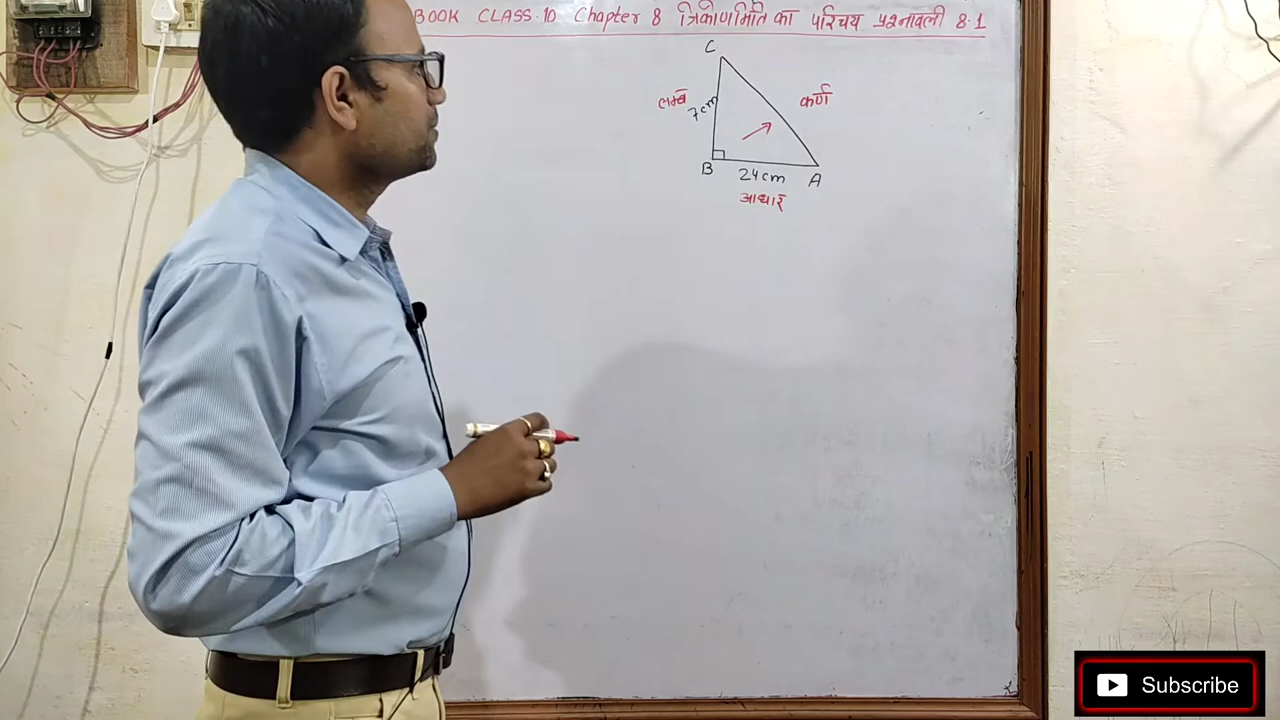 BOOK CLASS.10 Chapter 8 त्रिकोणमिति का परिचय प्रश्नावली 8.1
C
लम्ब
7cm
कर्ण
B
24cm
A
आधार
Subscribe